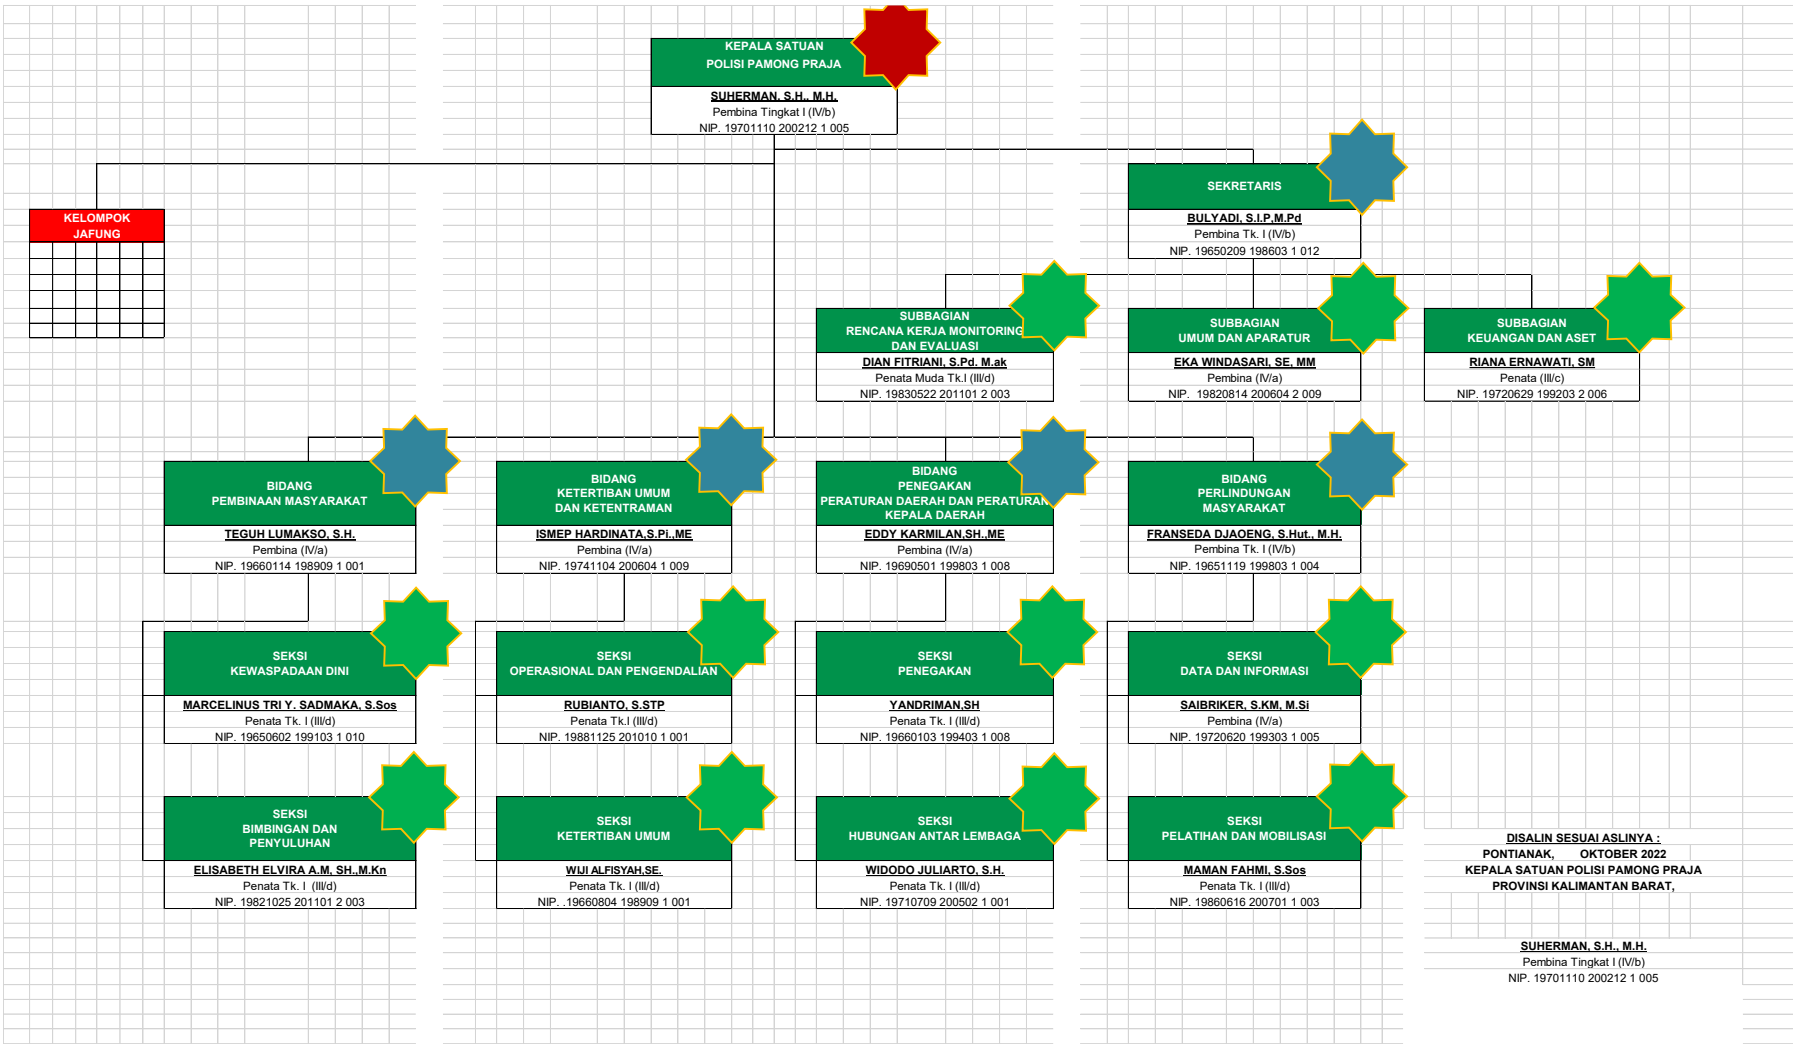 KEPALA SATUAN
POLISI PAMONG PRAJA
SUHERMAN, S.H., M.H.
Pembina Tingkat I (IV/b)
NIP. 19701110 200212 1 005
SEKRETARIS
BULYADI, S.I.P,M.Pd
Pembina Tk. I (IV/b)
NIP. 19650209 198603 1 012
KELOMPOK
JAFUNG
SUBBAGIAN
RENCANA KERJA MONITORING
DAN EVALUASI
DIAN FITRIANI, S.Pd. M.ak
Penata Muda Tk.I (III/d)
NIP. 19830522 201101 2 003
SUBBAGIAN
UMUM DAN APARATUR
EKA WINDASARI, SE, MM
Pembina (IV/a)
NIP. 19820814 200604 2 009
SUBBAGIAN
KEUANGAN DAN ASET
RIANA ERNAWATI, SM
Penata (III/c)
NIP. 19720629 199203 2 006
BIDANG
PEMBINAAN MASYARAKAT
TEGUH LUMAKSO, S.H.
Pembina (IV/a)
NIP. 19660114 198909 1 001
BIDANG
KETERTIBAN UMUM
DAN KETENTRAMAN
ISMEP HARDINATA,S.Pi.,ME
Pembina (IV/a)
NIP. 19741104 200604 1 009
BIDANG
PENEGAKAN
PERATURAN DAERAH DAN PERATURAN
KEPALA DAERAH
EDDY KARMILAN,SH.,ME
Pembina (IV/a)
NIP. 19690501 199803 1 008
BIDANG
PERLINDUNGAN
MASYARAKAT
FRANSEDA DJAOENG, S.Hut., M.H.
Pembina Tk. I (IV/b)
NIP. 19651119 199803 1 004
SEKSI
KEWASPADAAN DINI
MARCELINUS TRI Y. SADMAKA, S.Sos
Penata Tk. I (III/d)
NIP. 19650602 199103 1 010
SEKSI
OPERASIONAL DAN PENGENDALIAN
RUBIANTO, S.STP
Penata Tk.I (III/d)
NIP. 19881125 201010 1 001
SEKSI
PENEGAKAN
YANDRIMAN,SH
Penata Tk.I (III/d)
NIP. 19660103 199403 1 008
SEKSI
DATA DAN INFORMASI
SAIBRIKER, S.KM, M.Si
Pembina (IV/a)
NIP. 19720620 199303 1 005
SEKSI
BIMBINGAN DAN
PENYULUHAN
ELISABETH ELVIRA A.M, SH.,M.Kn
Penata Tk. I (III/d)
NIP. 19821025 201101 2 003
SEKSI
KETERTIBAN UMUM
WIJI ALFISYAH,SE.
Penata Tk. I (III/d)
NIP. .19660804 198909 1 001
SEKSI
HUBUNGAN ANTAR LEMBAGA
WIDODO JULIARTO, S.H.
Penata Tk. I (III/d)
NIP. 19710709 200502 1 001
SEKSI
PELATIHAN DAN MOBILISASI
MAMAN FAHMI, S.Sos
Penata Tk. I (III/d)
NIP. 19860616 200701 1 003
DISALIN SESUAI ASLINYA :
PONTIANAK, OKTOBER 2022
KEPALA SATUAN POLISI PAMONG PRAJA
PROVINSI KALIMANTAN BARAT,
SUHERMAN, S.H., M.H.
Pembina Tingkat I (IV/b)
NIP. 19701110 200212 1 005